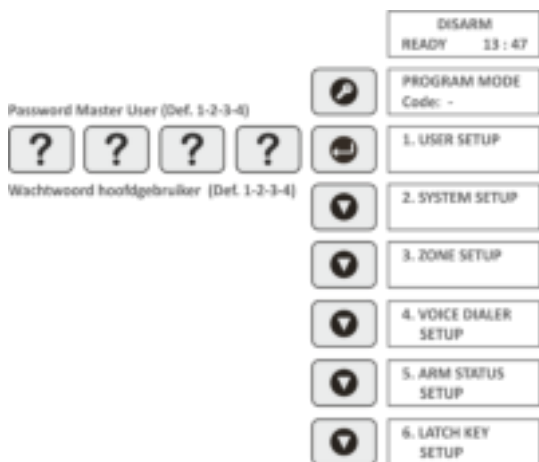 DISARM
READY 13 : 47
PROGRAM MODE
Code: -
Password Master User (Def. 1-2-3-4)
? ? ? ?
1. USER SETUP
Wachtwoord hoofdgebruiker (Def. 1-2-3-4)
2. SYSTEM SETUP
3. ZONE SETUP
4. VOICE DIALER
SETUP
5. ARM STATUS
SETUP
6. LATCH KEY
SETUP